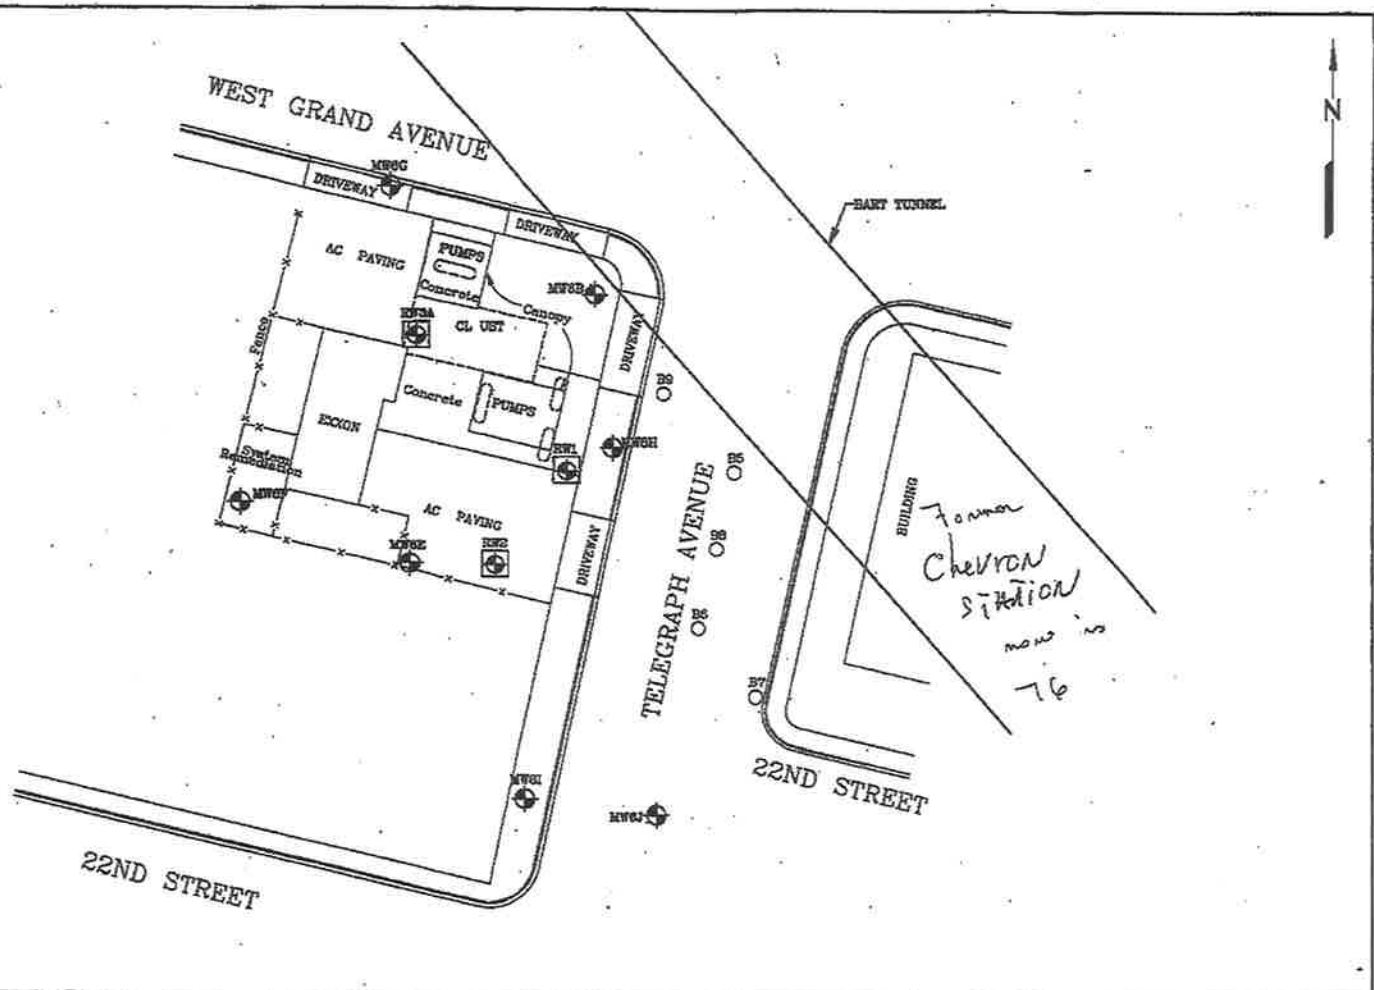 WEST GRAND AVENUE
N
MW6G
DRIVEWAY
DRIVEWAY
BART TUNNEL
AC PAVING
PUMPS
Concrete
MW6B
Canopy
RW3A
CL UST
DRIVEWAY
Fence
B9
Concrete
PUMPS
EXXON
RW1
MW6H
B5
System
Remediation
MW6F
AC PAVING
BUILDING
Former
Chevron
STATION
now is
76
MW6E
RW2
DRIVEWAY
TELEGRAPH AVENUE
B8
B6
B7
22ND STREET
MW6I
MW6J
22ND STREET